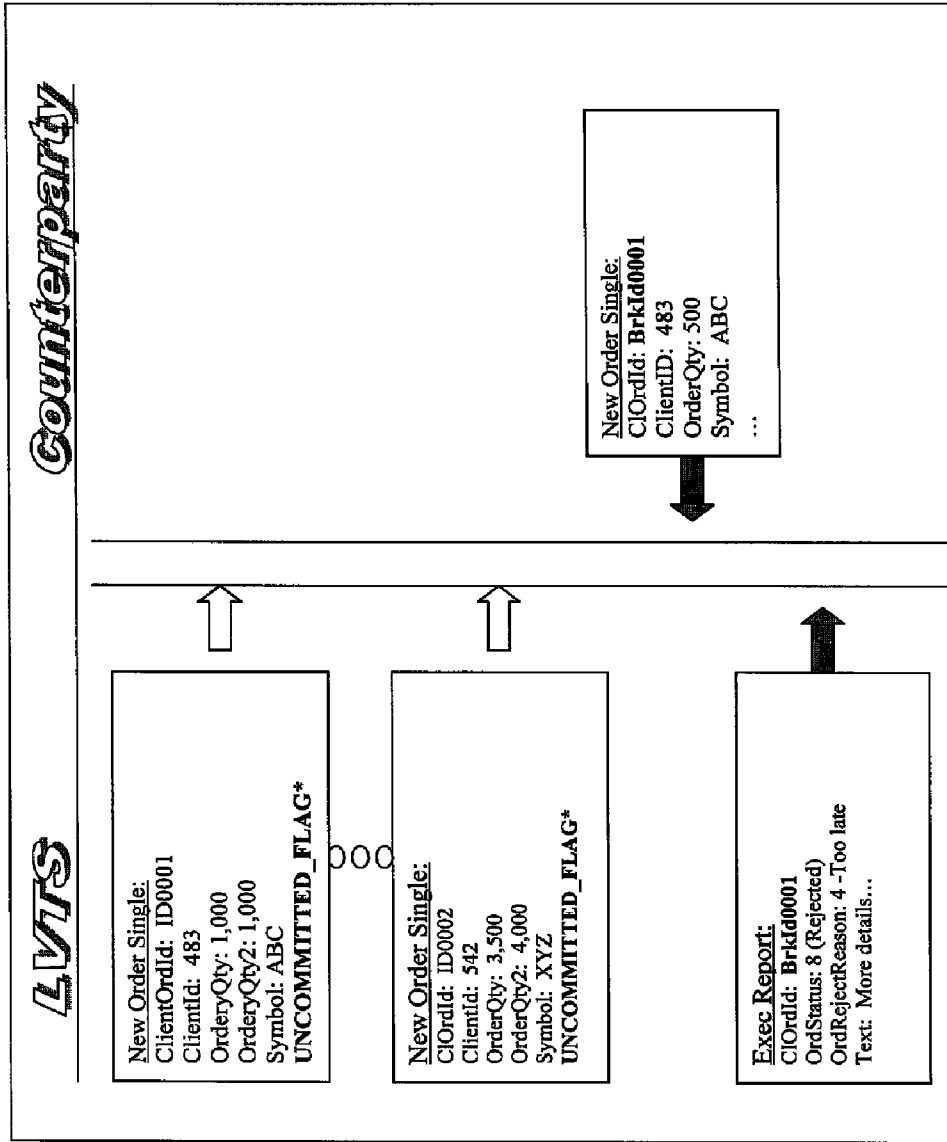 LVTS
Counterparty
New Order Single:
ClientOrdId: ID0001
ClientId: 483
OrderyQty: 1,000
OrderyQty2: 1,000
Symbol: ABC
UNCOMMITTED_FLAG*
OOO
New Order Single:
ClOrdId: ID0002
ClientId: 542
OrderQty: 3,500
OrderQty2: 4,000
Symbol: XYZ
UNCOMMITTED_FLAG*
New Order Single:
ClOrdId: BrkId0001
ClientID: 483
OrderQty: 500
Symbol: ABC
...
Exec Report:
ClOrdId: BrkId0001
OrdStatus: 8 (Rejected)
OrdRejectReason: 4 -Too late
Text: More details...